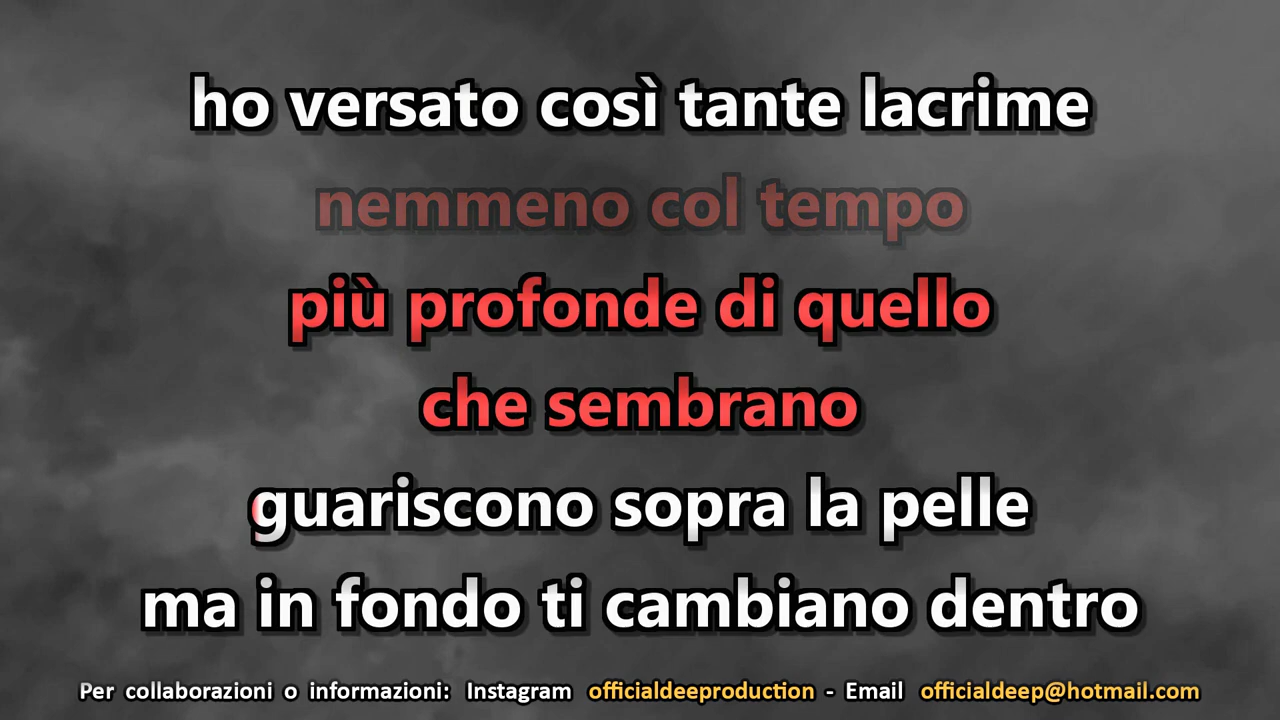 ho versato così tante lacrime
nemmeno col tempo
più profonde di quello
che sembrano
guariscono sopra la pelle
ma in fondo ti cambiano dentro
Per collaborazioni o informazioni: Instagram officialdeeproduction - Email officialdeep@hotmail.com